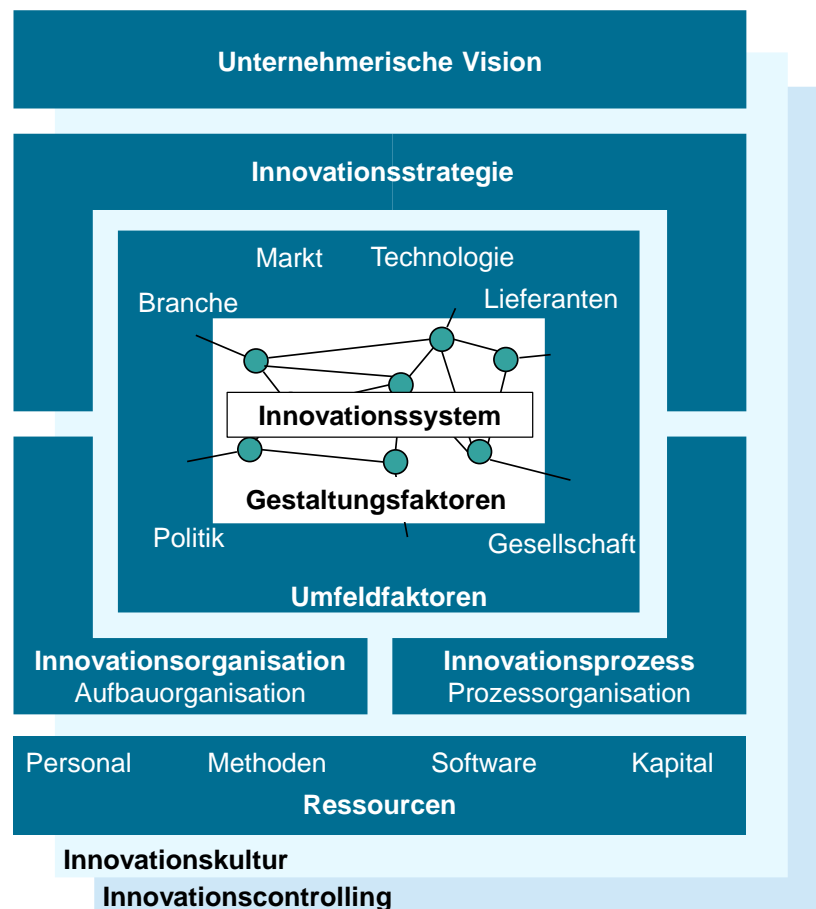 Unternehmerische Vision
Innovationsstrategie
Markt Technologie
Branche Lieferanten
Innovationssystem
Gestaltungsfaktoren
Politik Gesellschaft
Umfeldfaktoren
Innovationsorganisation
Aufbauorganisation
Innovationsprozess
Prozessorganisation
Personal Methoden Software Kapital
Ressourcen
Innovationskultur
Innovationscontrolling